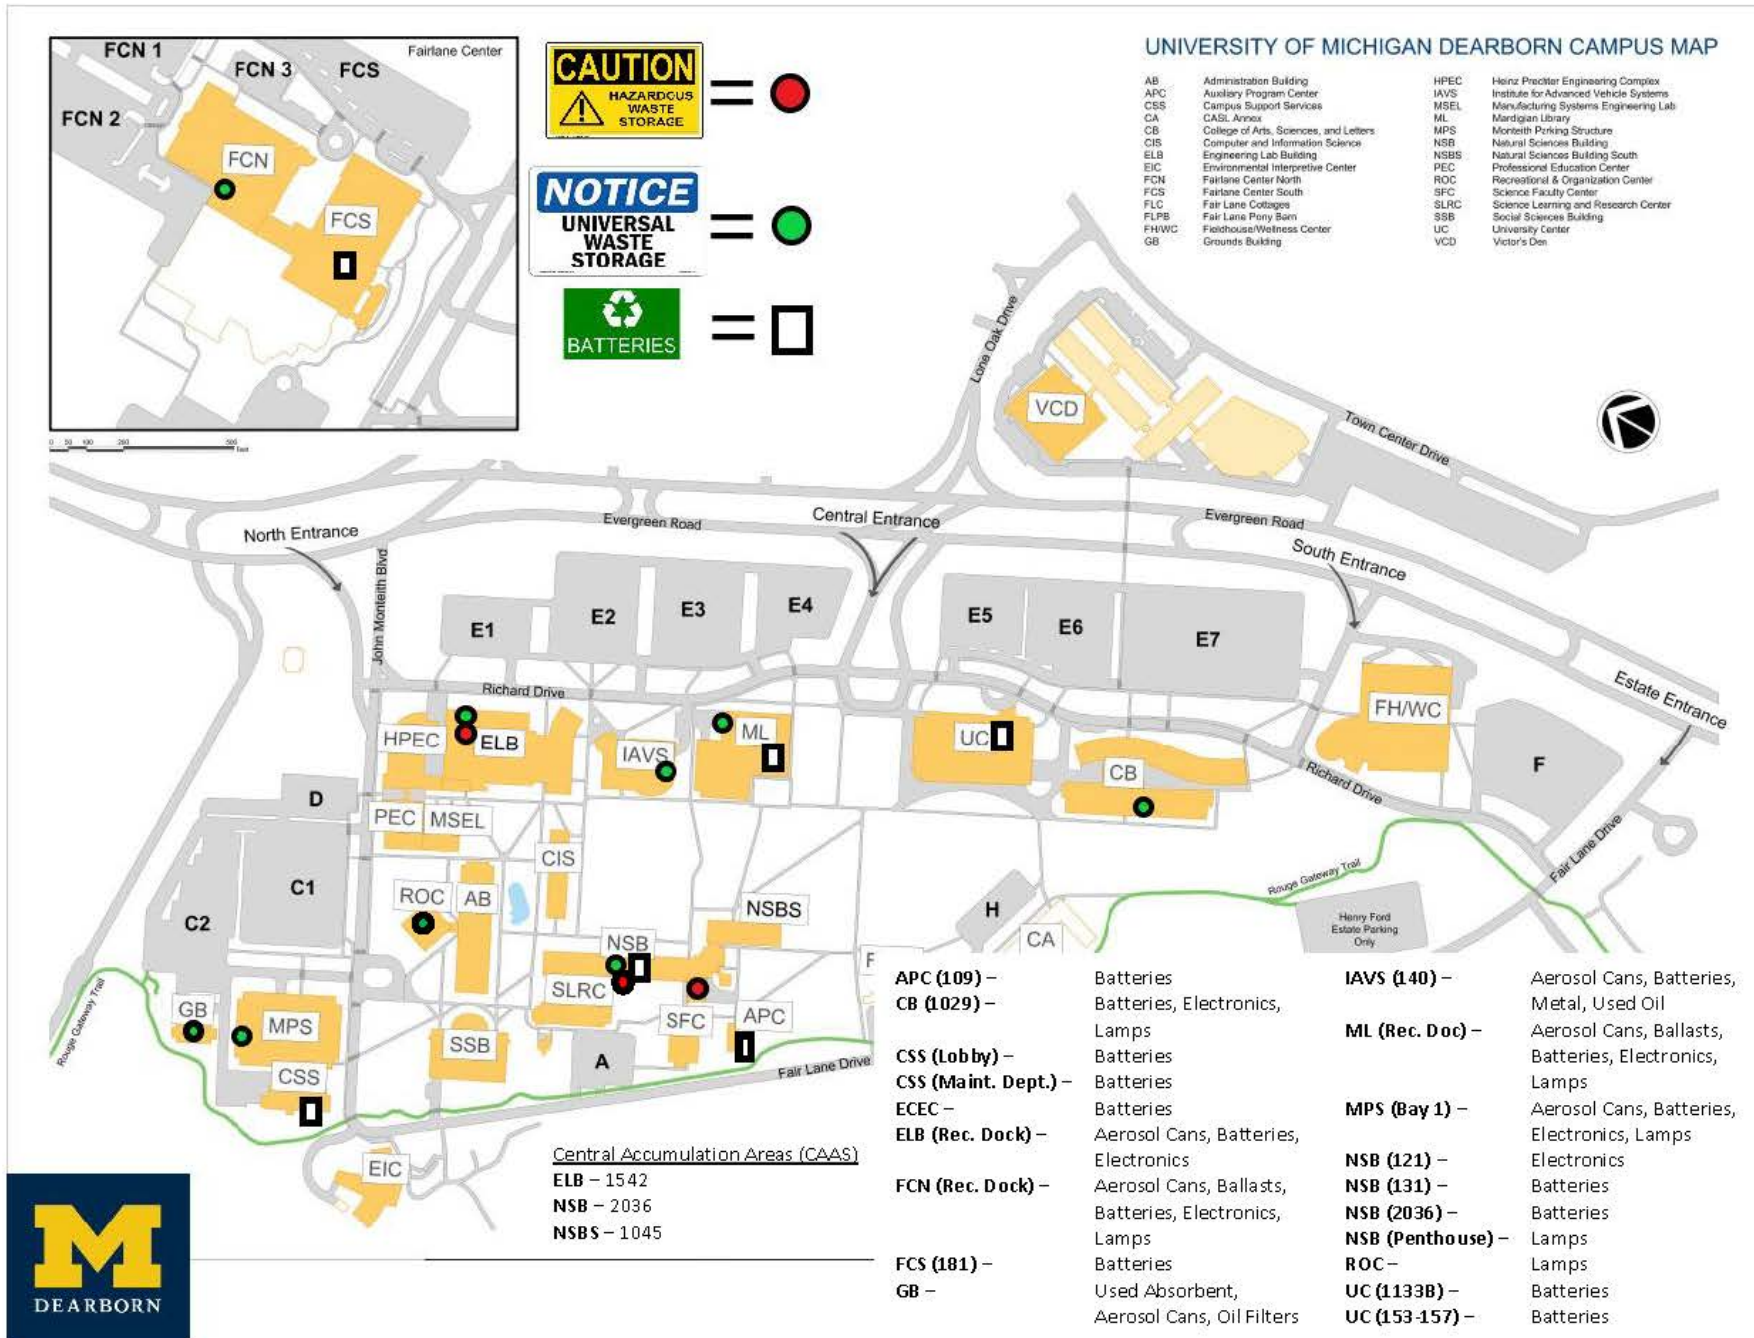 FCN 1
FCN 3
FCS
Fairlane Center
FCN 2
FCN
FCS
0 50 100 200 500
Feet
CAUTION
HAZARDOUS
WASTE
STORAGE
=
NOTICE
UNIVERSAL
WASTE
STORAGE
=
BATTERIES
=
UNIVERSITY OF MICHIGAN DEARBORN CAMPUS MAP
AB Administration Building
APC Auxiliary Program Center
CSS Campus Support Services
CA CASL Annex
CB College of Arts, Sciences, and Letters
CIS Computer and Information Science
ELB Engineering Lab Building
EIC Environmental Interpretive Center
FCN Fairlane Center North
FCS Fairlane Center South
FLC Fair Lane Cottages
FLPB Fair Lane Pony Barn
FH/WC Fieldhouse/Wellness Center
GB Grounds Building
HPEC Heinz Prechter Engineering Complex
IAVS Institute for Advanced Vehicle Systems
MSEL Manufacturing Systems Engineering Lab
ML Mardigian Library
MPS Monteith Parking Structure
NSB Natural Sciences Building
NSBS Natural Sciences Building South
PEC Professional Education Center
ROC Recreational & Organization Center
SFC Science Faculty Center
SLRC Science Learning and Research Center
SSB Social Sciences Building
UC University Center
VCD Victor's Den
Lone Oak Drive
VCD
Town Center Drive
North Entrance
Evergreen Road
Central Entrance
Evergreen Road
South Entrance
Estate Entrance
John Monteith Blvd
E1
E2
E3
E4
E5
E6
E7
Richard Drive
HPEC
ELB
IAVS
ML
UC
CB
FH/WC
F
Richard Drive
Fair Lane Drive
D
PEC
MSEL
CIS
C1
C2
ROC
AB
NSBS
H
CA
Rouge Gateway Trail
Henry Ford
Estate Parking
Only
NSB
SLRC
SFC
APC
GB
MPS
CSS
SSB
A
Fair Lane Drive
Rouge Gateway Trail
EIC
Central Accumulation Areas (CAAS)
ELB – 1542
NSB – 2036
NSBS – 1045
APC (109) – Batteries
CB (1029) – Batteries, Electronics,
Lamps
CSS (Lobby) – Batteries
CSS (Maint. Dept.) – Batteries
ECEC – Batteries
ELB (Rec. Dock) – Aerosol Cans, Batteries,
Electronics
FCN (Rec. Dock) – Aerosol Cans, Ballasts,
Batteries, Electronics,
Lamps
FCS (181) – Batteries
GB – Used Absorbent,
Aerosol Cans, Oil Filters
IAVS (140) – Aerosol Cans, Batteries,
Metal, Used Oil
ML (Rec. Doc) – Aerosol Cans, Ballasts,
Batteries, Electronics,
Lamps
MPS (Bay 1) – Aerosol Cans, Batteries,
Electronics, Lamps
NSB (121) – Electronics
NSB (131) – Batteries
NSB (2036) – Batteries
NSB (Penthouse) – Lamps
ROC – Lamps
UC (1133B) – Batteries
UC (153-157) – Batteries
M
DEARBORN